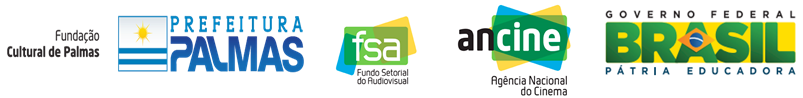 Fundação
Cultural de Palmas
PREFEITURA
PALMAS
fsa
Fundo Setorial
do Audiovisual
ancine
Agência Nacional
do Cinema
GOVERNO FEDERAL
BRASIL
PÁTRIA EDUCADORA